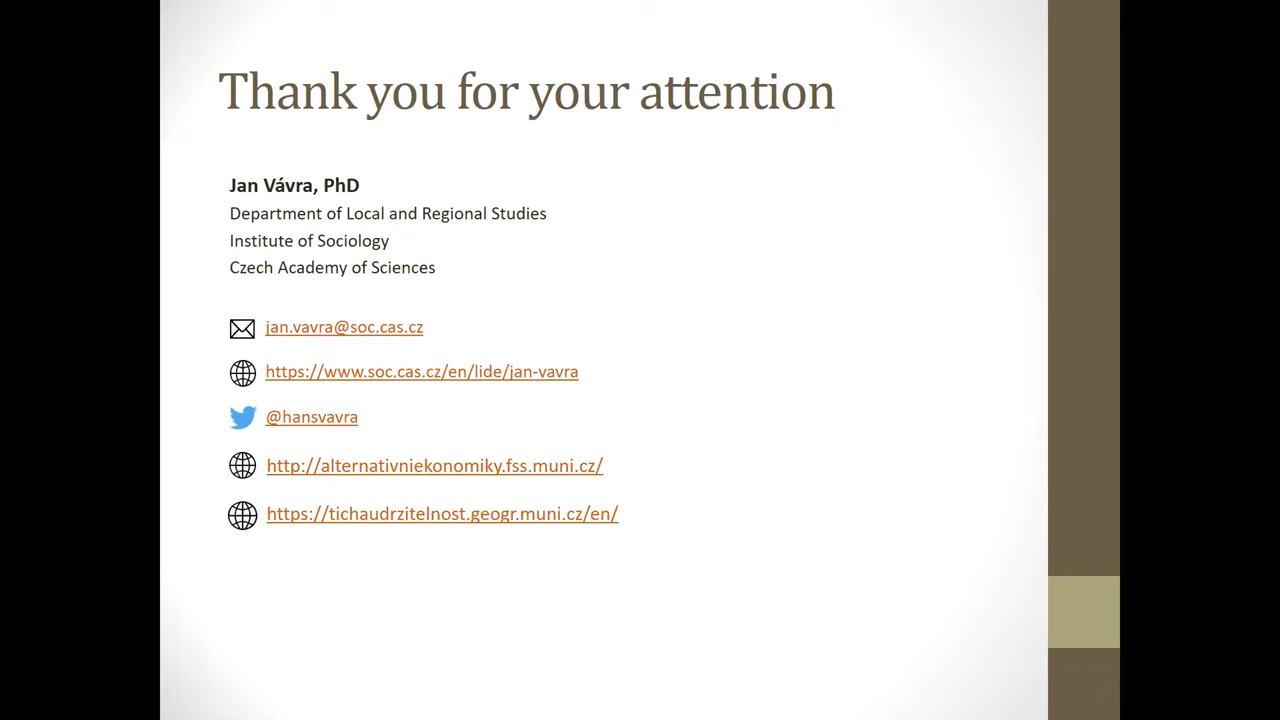 Thank you for your attention
Jan Vávra, PhD
Department of Local and Regional Studies
Institute of Sociology
Czech Academy of Sciences
jan.vavra@soc.cas.cz
https://www.soc.cas.cz/en/lide/jan-vavra
@hansvavra
http://alternativniekonomiky.fss.muni.cz/
https://tichaudrzitelnost.geogr.muni.cz/en/